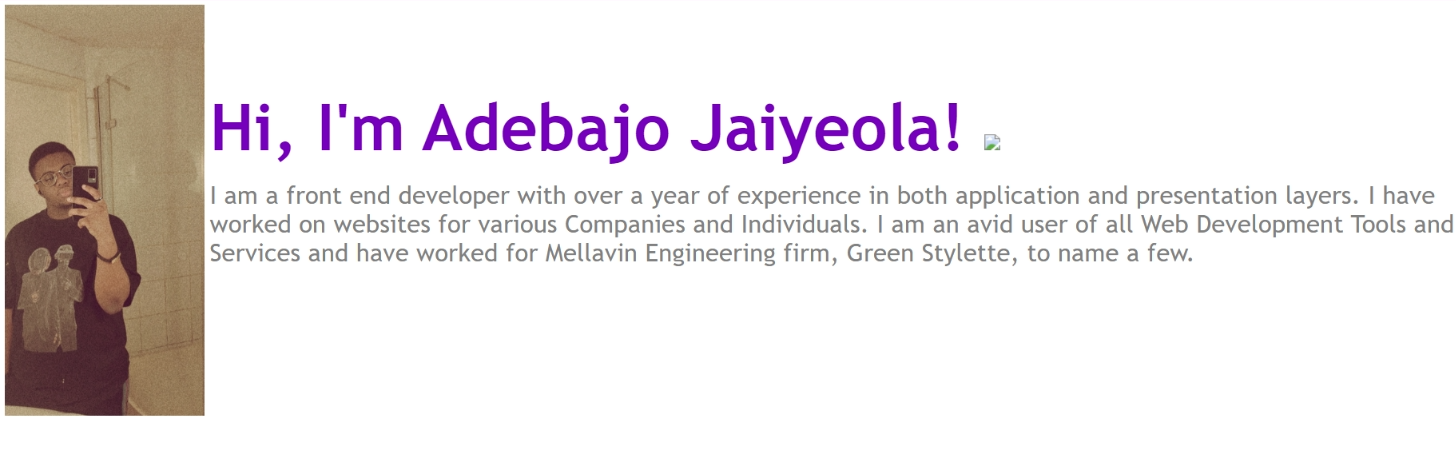 Hi, I'm Adebajo Jaiyeola!
I am a front end developer with over a year of experience in both application and presentation layers. I have
worked on websites for various Companies and Individuals. I am an avid user of all Web Development Tools and
Services and have worked for Mellavin Engineering firm, Green Stylette, to name a few.